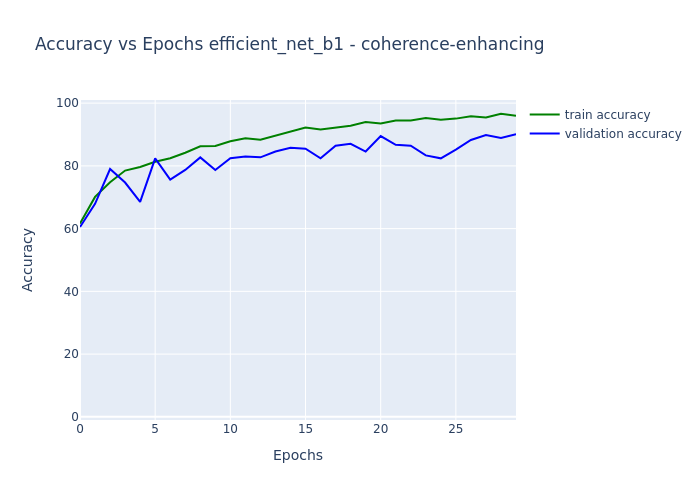 Accuracy vs Epochs efficient_net_b1 - coherence-enhancing
100
80
60
40
20
0
Accuracy
0 5 10 15 20 25
Epochs
train accuracy
validation accuracy